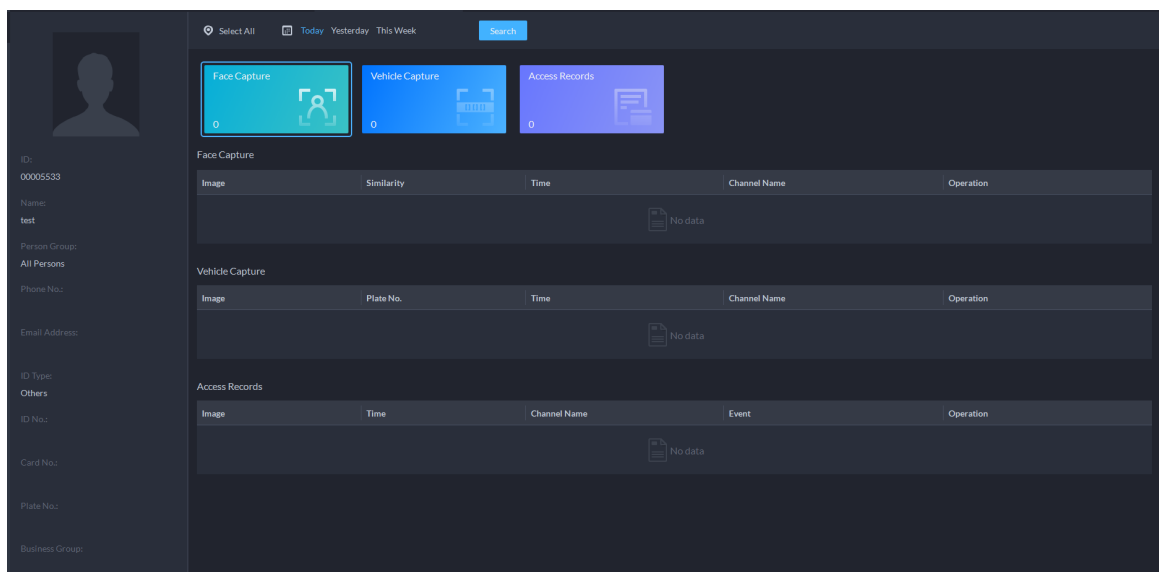 Select All Today Yesterday This Week Search
Face Capture
0
Vehicle Capture
0
Access Records
0
ID:
00005533
Name:
test
Person Group:
All Persons
Phone No.:
Email Address:
ID Type:
Others
ID No.:
Card No.:
Plate No.:
Business Group:
Face Capture
Image Similarity Time Channel Name Operation
No data
Vehicle Capture
Image Plate No. Time Channel Name Operation
No data
Access Records
Image Time Channel Name Event Operation
No data